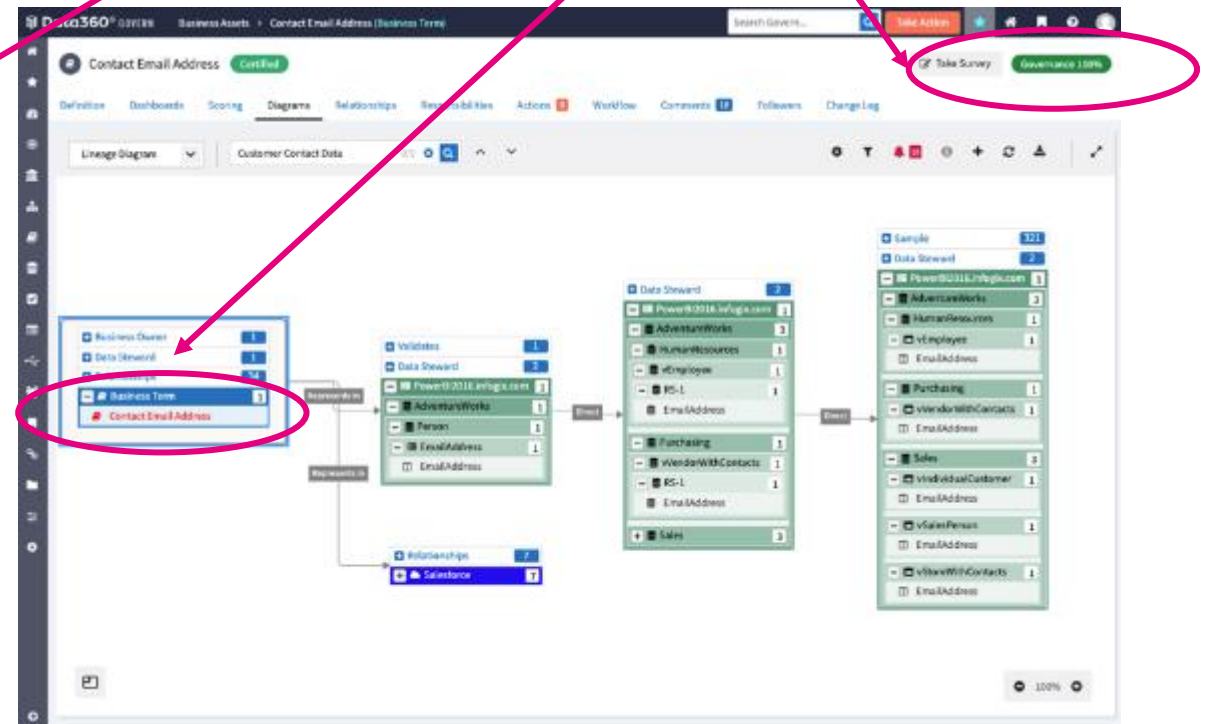 Data360° GOVERN Business Assets > Contact Email Address (Business Term) Search Govern... Take Action
Contact Email Address Certified Take Survey Governance 100%
Definition Dashboards Scoring Diagrams Relationships Responsibilities Actions Workflow Comments Followers Change Log
Lineage Diagram Customer Contact Data
Business Owner 1
Data Steward 1
24
Business Term 1
Contact Email Address
Represents in
Represents in
Validates 1
Data Steward 2
PowerBI2016.infogix.com 1
AdventureWorks 1
Person 1
EmailAddress 1
EmailAddress
Relationships 7
Salesforce 7
Direct
Data Steward 2
PowerBI2016.infogix.com 1
AdventureWorks 3
HumanResources 1
vEmployee 1
RS-1 1
EmailAddress
Purchasing 1
vVendorWithContacts 1
RS-1 1
EmailAddress
Sales 3
Direct
Sample 321
Data Steward 2
PowerBI2016.infogix.com 1
AdventureWorks 3
HumanResources 1
vEmployee 1
EmailAddress
Purchasing 1
vVendorWithContacts 1
EmailAddress
Sales 3
vIndividualCustomer 1
EmailAddress
vSalesPerson 1
EmailAddress
vStoreWithContacts 1
EmailAddress
100%